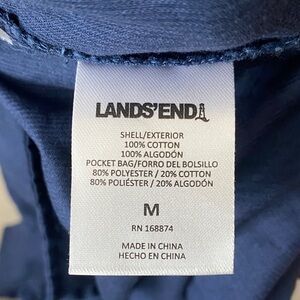 LANDS'END
SHELL/EXTERIOR
100% COTTON
100% ALGODÓN
POCKET BAG/FORRO DEL BOLSILLO
80% POLYESTER / 20% COTTON
80% POLIÉSTER / 20% ALGODÓN
M
RN 168874
MADE IN CHINA
HECHO EN CHINA